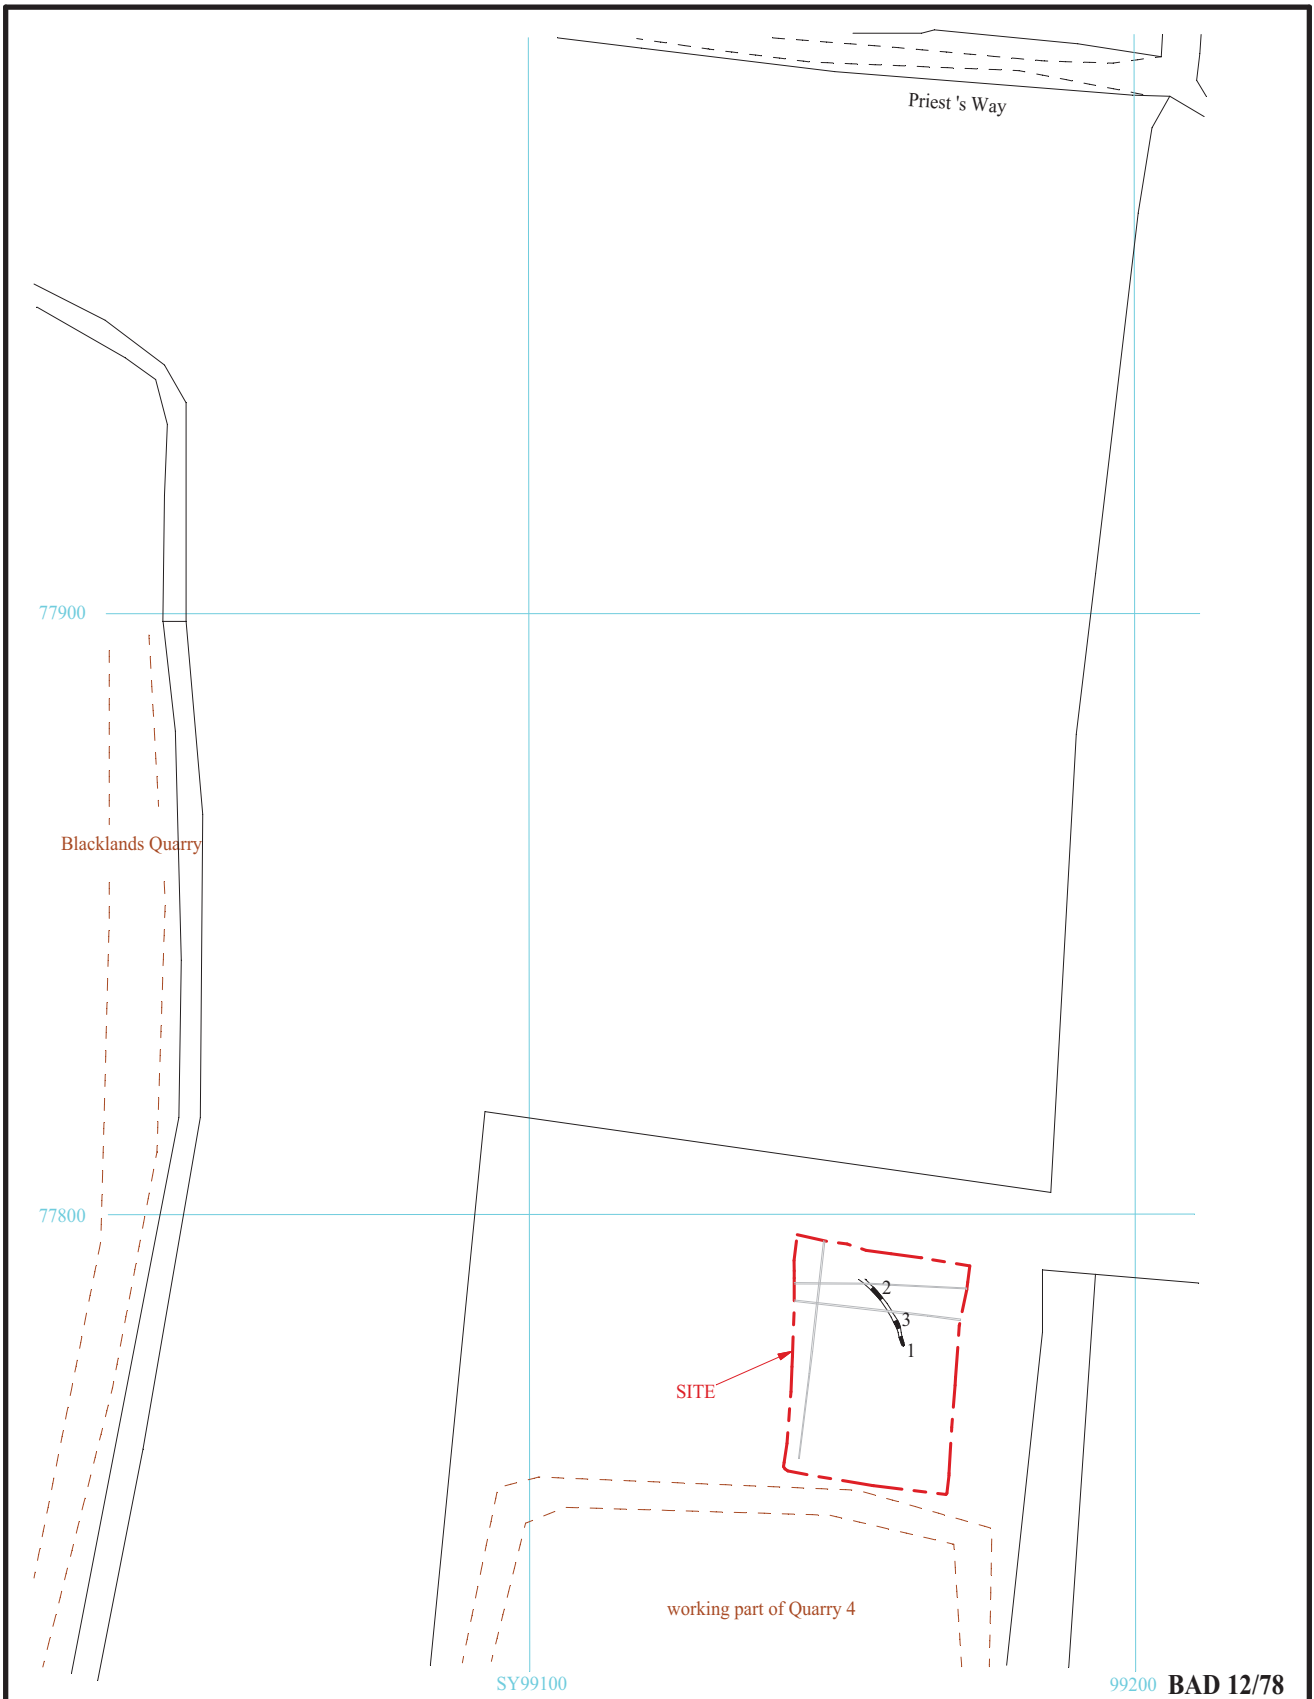 Priest 's Way
77900
Blacklands Quarry
77800
2
3
1
SITE
working part of Quarry 4
SY99100
99200
BAD 12/78